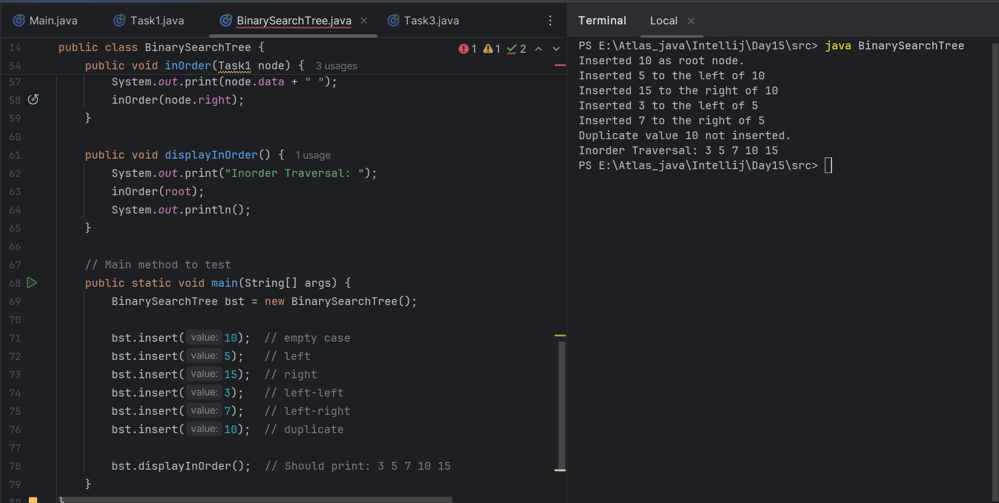 Main.java Task1.java BinarySearchTree.java Task3.java
1 1 2
14 public class BinarySearchTree {
54 public void inOrder(Task1 node) { 3 usages
57 System.out.print(node.data + " ");
58 inOrder(node.right);
59 }
60
61 public void displayInOrder() { 1 usage
62 System.out.print("Inorder Traversal: ");
63 inOrder(root);
64 System.out.println();
65 }
66
67 // Main method to test
68 public static void main(String[] args) {
69 BinarySearchTree bst = new BinarySearchTree();
70
71 bst.insert( value: 10); // empty case
72 bst.insert( value: 5); // left
73 bst.insert( value: 15); // right
74 bst.insert( value: 3); // left-left
75 bst.insert( value: 7); // left-right
76 bst.insert( value: 10); // duplicate
77
78 bst.displayInOrder(); // Should print: 3 5 7 10 15
79 }
80 }
Terminal Local
PS E:\Atlas_java\Intellij\Day15\src> java BinarySearchTree
Inserted 10 as root node.
Inserted 5 to the left of 10
Inserted 15 to the right of 10
Inserted 3 to the left of 5
Inserted 7 to the right of 5
Duplicate value 10 not inserted.
Inorder Traversal: 3 5 7 10 15
PS E:\Atlas_java\Intellij\Day15\src>